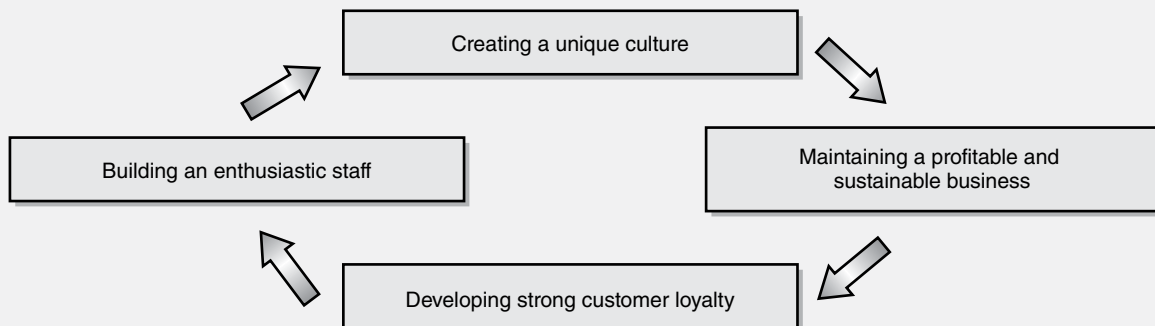 Creating a unique culture
Building an enthusiastic staff
Maintaining a profitable and
sustainable business
Developing strong customer loyalty